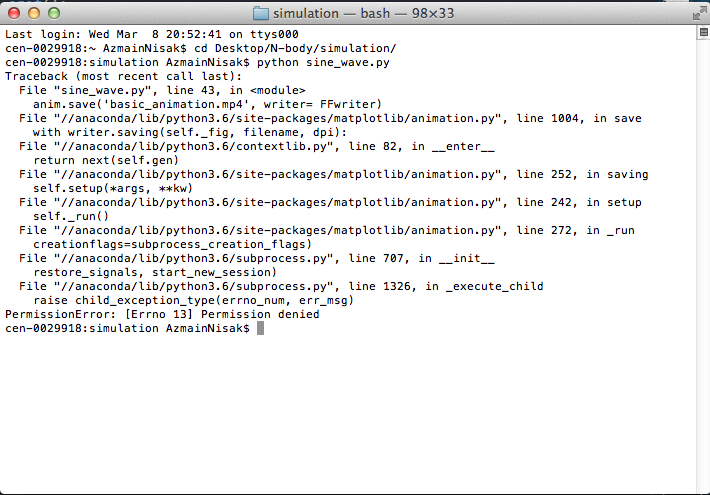 simulation — bash — 98×33
Last login: Wed Mar  8 20:52:41 on ttys000
cen-0029918:~ AzmainNisak$ cd Desktop/N-body/simulation/
cen-0029918:simulation AzmainNisak$ python sine_wave.py
Traceback (most recent call last):
  File "sine_wave.py", line 43, in <module>
    anim.save('basic_animation.mp4', writer= FFwriter)
  File "//anaconda/lib/python3.6/site-packages/matplotlib/animation.py", line 1004, in save
    with writer.saving(self._fig, filename, dpi):
  File "//anaconda/lib/python3.6/contextlib.py", line 82, in __enter__
    return next(self.gen)
  File "//anaconda/lib/python3.6/site-packages/matplotlib/animation.py", line 252, in saving
    self.setup(*args, **kw)
  File "//anaconda/lib/python3.6/site-packages/matplotlib/animation.py", line 242, in setup
    self._run()
  File "//anaconda/lib/python3.6/site-packages/matplotlib/animation.py", line 272, in _run
    creationflags=subprocess_creation_flags)
  File "//anaconda/lib/python3.6/subprocess.py", line 707, in __init__
    restore_signals, start_new_session)
  File "//anaconda/lib/python3.6/subprocess.py", line 1326, in _execute_child
    raise child_exception_type(errno_num, err_msg)
PermissionError: [Errno 13] Permission denied
cen-0029918:simulation AzmainNisak$